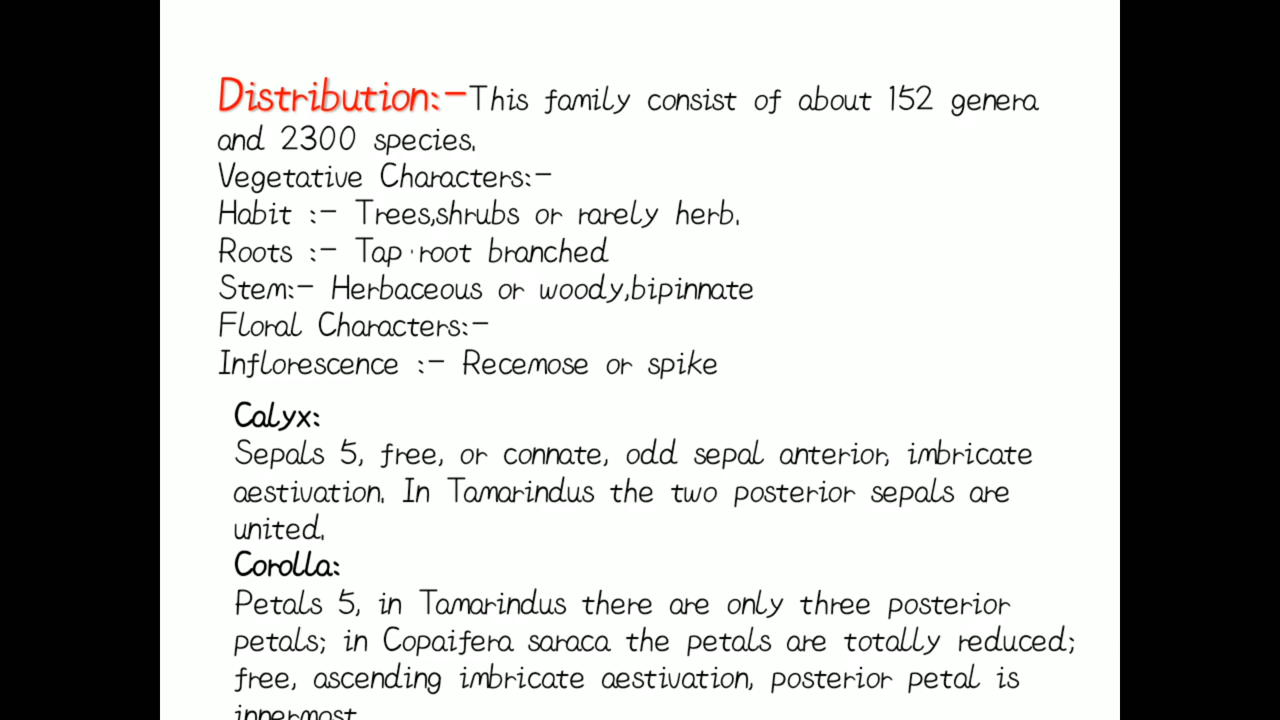 Distribution:-This family consist of about 152 genera
and 2300 species.
Vegetative Characters:-
Habit :- Trees,shrubs or rarely herb.
Roots :- Tap·root branched
Stem:- Herbaceous or woody,bipinnate
Floral Characters:-
Inflorescence :- Recemose or spike
Calyx:
Sepals 5, free, or connate, odd sepal anterior, imbricate
aestivation. In Tamarindus the two posterior sepals are
united.
Corolla:
Petals 5, in Tamarindus there are only three posterior
petals; in Copaifera saraca the petals are totally reduced;
free, ascending imbricate aestivation, posterior petal is
innermost